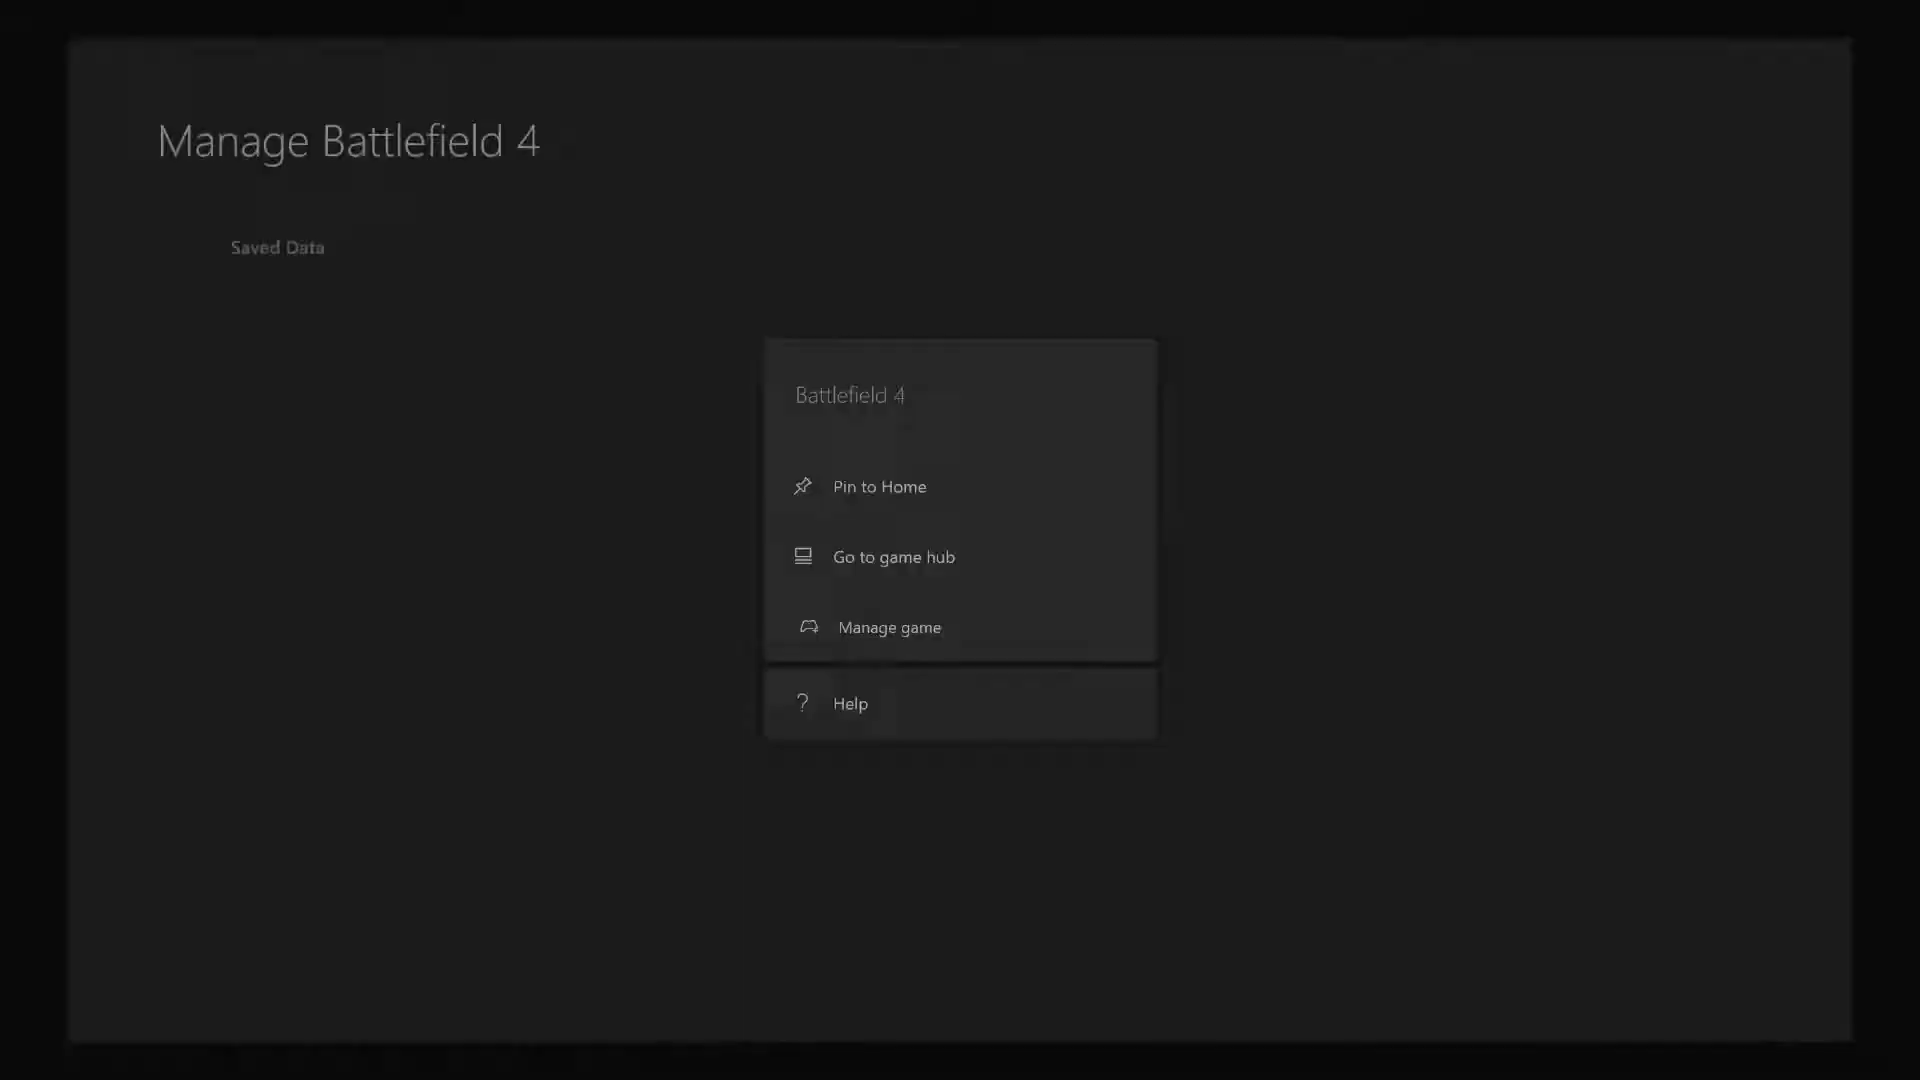 Manage Battlefield 4
Saved Data
Battlefield 4
Pin to Home
Go to game hub
Manage game
? Help